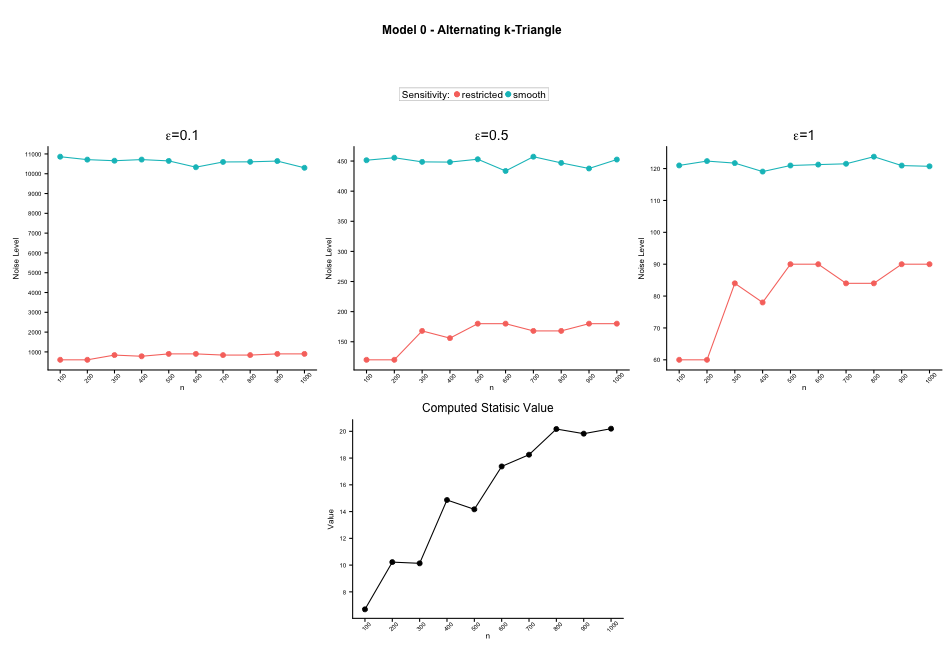 Model 0 - Alternating k-Triangle
Sensitivity: restricted smooth
ε=0.1
11000
10000
9000
8000
7000
6000
5000
4000
3000
2000
1000
Noise Level
100 200 300 400 500 600 700 800 900 1000
n
ε=0.5
450
400
350
300
250
200
150
Noise Level
100 200 300 400 500 600 700 800 900 1000
n
ε=1
120
110
100
90
80
70
60
Noise Level
100 200 300 400 500 600 700 800 900 1000
n
Computed Statisic Value
20
18
16
14
12
10
8
Value
100 200 300 400 500 600 700 800 900 1000
n